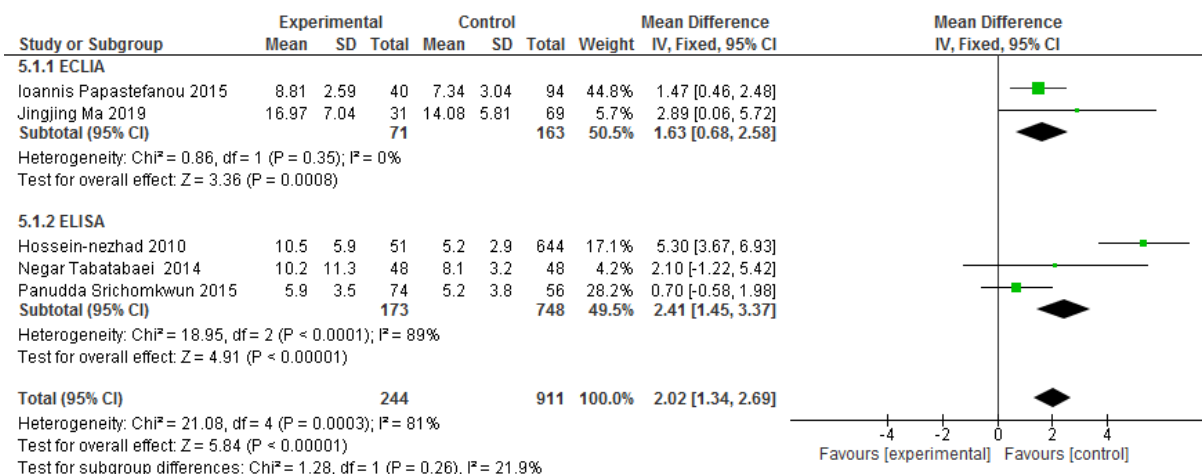 Experimental Control Mean Difference Mean Difference
Study or Subgroup Mean SD Total Mean SD Total Weight IV, Fixed, 95% CI IV, Fixed, 95% CI
5.1.1 ECLIA
Ioannis Papastefanou 2015 8.81 2.59 40 7.34 3.04 94 44.8% 1.47 [0.46, 2.48]
Jingjing Ma 2019 16.97 7.04 31 14.08 5.81 69 5.7% 2.89 [0.06, 5.72]
Subtotal (95% CI) 71 163 50.5% 1.63 [0.68, 2.58]
Heterogeneity: Chi² = 0.86, df = 1 (P = 0.35); I² = 0%
Test for overall effect: Z = 3.36 (P = 0.0008)
5.1.2 ELISA
Hossein-nezhad 2010 10.5 5.9 51 5.2 2.9 644 17.1% 5.30 [3.67, 6.93]
Negar Tabatabaei 2014 10.2 11.3 48 8.1 3.2 48 4.2% 2.10 [-1.22, 5.42]
Panudda Srichomkwun 2015 5.9 3.5 74 5.2 3.8 56 28.2% 0.70 [-0.58, 1.98]
Subtotal (95% CI) 173 748 49.5% 2.41 [1.45, 3.37]
Heterogeneity: Chi² = 18.95, df = 2 (P < 0.0001); I² = 89%
Test for overall effect: Z = 4.91 (P < 0.00001)
Total (95% CI) 244 911 100.0% 2.02 [1.34, 2.69]
Heterogeneity: Chi² = 21.08, df = 4 (P = 0.0003); I² = 81%
Test for overall effect: Z = 5.84 (P < 0.00001)
Test for subgroup differences: Chi² = 1.28, df = 1 (P = 0.26), I² = 21.9%
-4 -2 0 2 4
Favours [experimental] Favours [control]